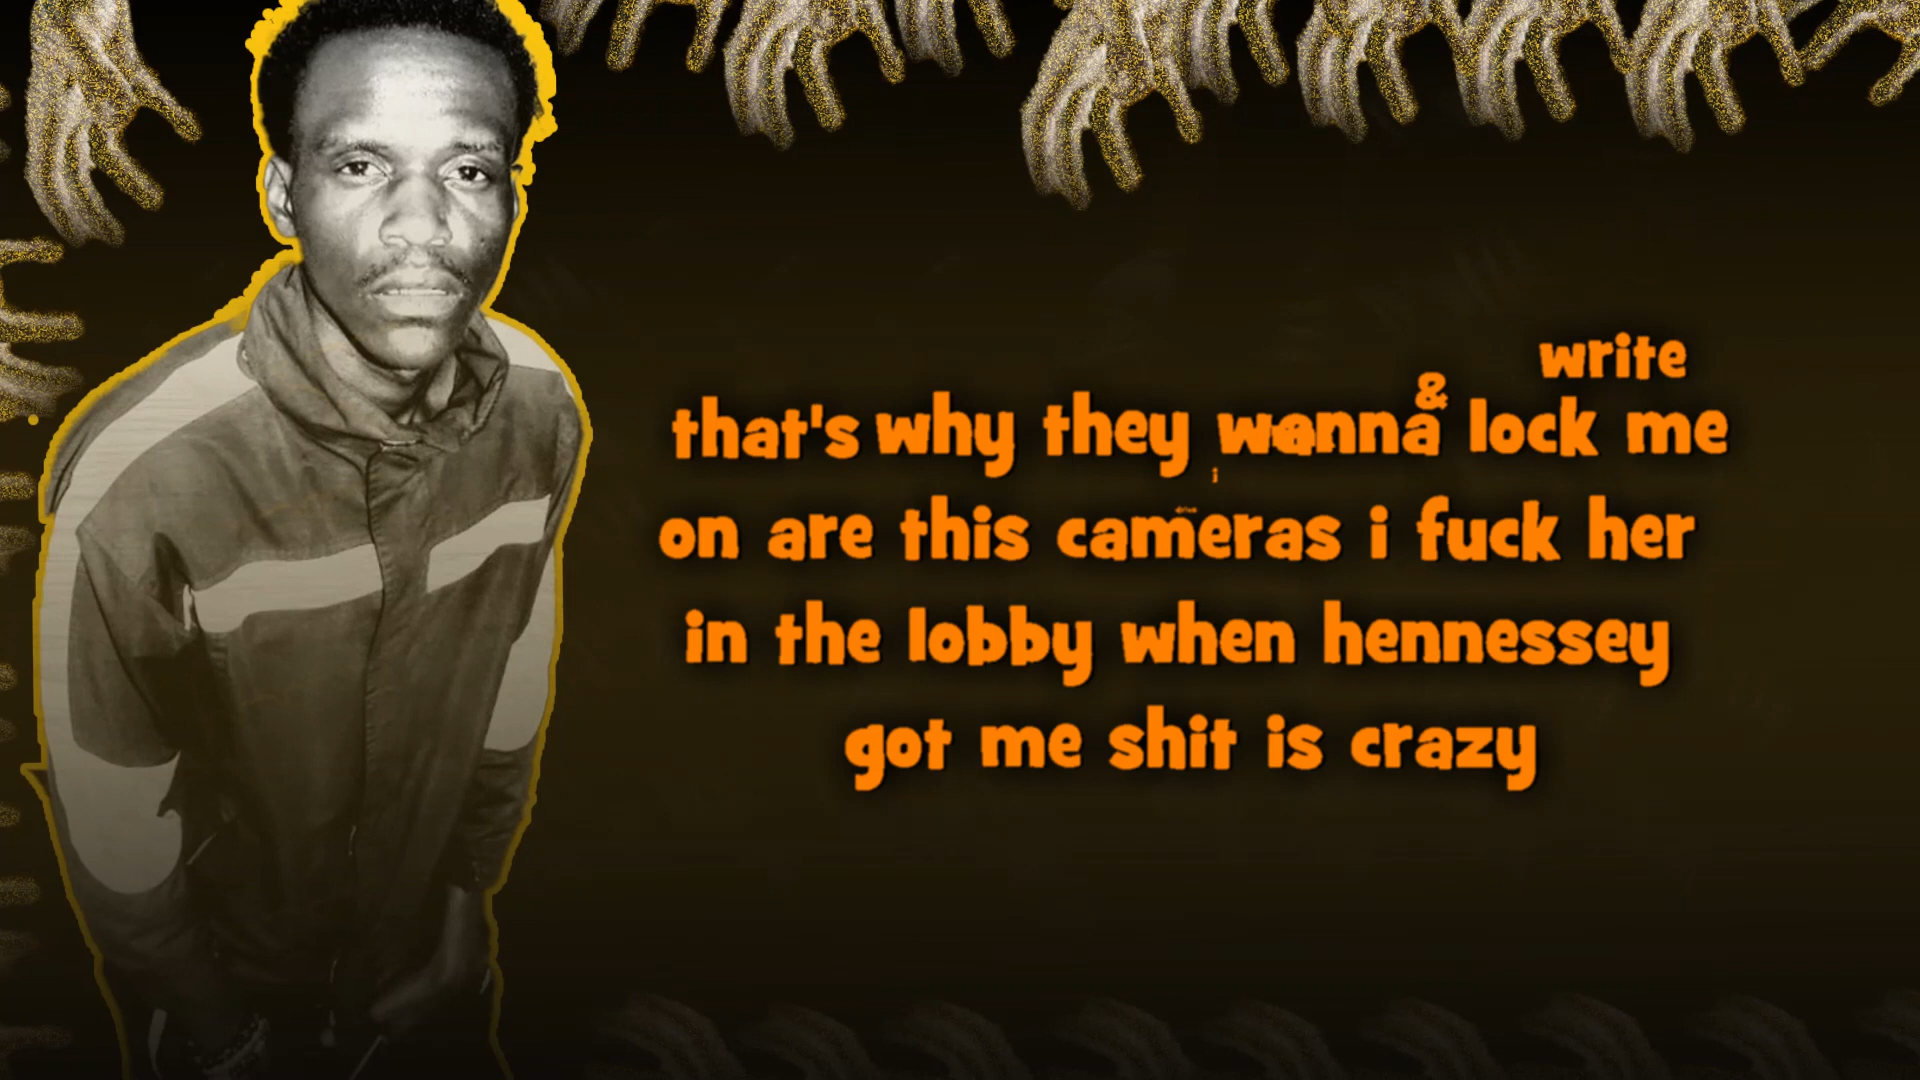 write
&
that's why they wanna lock me
on are this cameras i fuck her
in the lobby when hennessey
got me shit is crazy